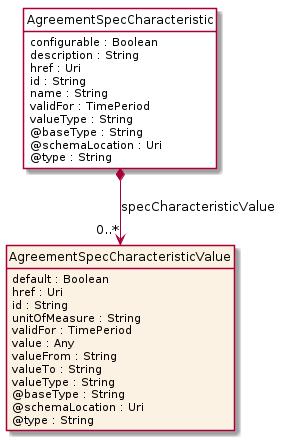 AgreementSpecCharacteristic
configurable : Boolean
description : String
href : Uri
id : String
name : String
validFor : TimePeriod
valueType : String
@baseType : String
@schemaLocation : Uri
@type : String
specCharacteristicValue
0..*
AgreementSpecCharacteristicValue
default : Boolean
href : Uri
id : String
unitOfMeasure : String
validFor : TimePeriod
value : Any
valueFrom : String
valueTo : String
valueType : String
@baseType : String
@schemaLocation : Uri
@type : String